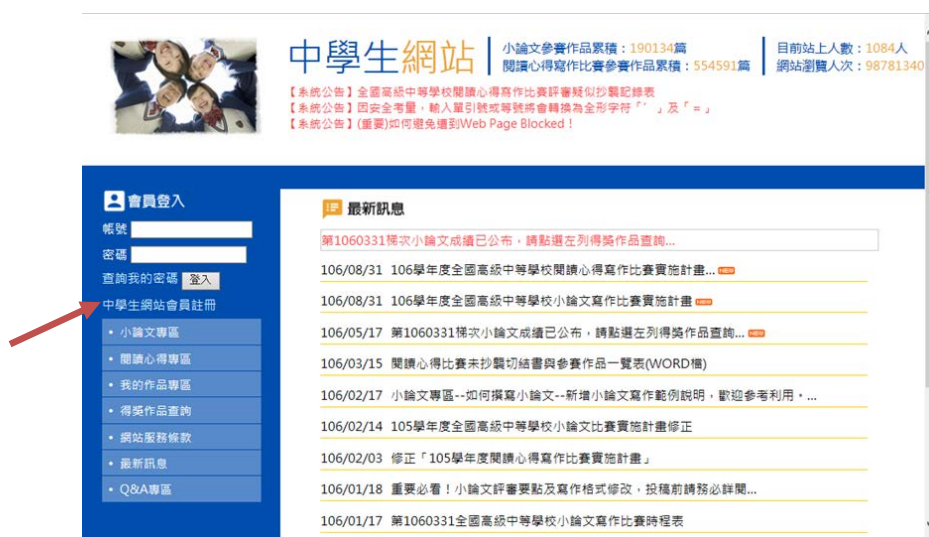 中學生網站
小論文參賽作品累積：190134篇
閱讀心得寫作比賽參賽作品累積：554591篇
目前站上人數：1084人
網站瀏覽人次：98781340
【系統公告】全國高級中等學校閱讀心得寫作比賽評審疑似抄襲記錄表
【系統公告】因安全考量，輸入單引號或等號將會轉換為全形字符「′」及「＝」
【系統公告】(重要)如何避免遭到Web Page Blocked！
會員登入
帳號
密碼
查詢我的密碼 登入
中學生網站會員註冊
• 小論文專區
• 閱讀心得專區
• 我的作品專區
• 得獎作品查詢
• 網站服務條款
• 最新訊息
• Q&A專區
最新訊息
第1060331梯次小論文成績已公布，請點選左列得獎作品查詢...
106/08/31 106學年度全國高級中等學校閱讀心得寫作比賽實施計畫... NEW
106/08/31 106學年度全國高級中等學校小論文寫作比賽實施計畫 NEW
106/05/17 第1060331梯次小論文成績已公布，請點選左列得獎作品查詢... NEW
106/03/15 閱讀心得比賽未抄襲切結書與參賽作品一覽表(WORD檔)
106/02/17 小論文專區--如何撰寫小論文--新增小論文寫作範例說明，歡迎參考利用。...
106/02/14 105學年度全國高級中等學校小論文比賽實施計畫修正
106/02/03 修正「105學年度閱讀心得寫作比賽實施計畫」
106/01/18 重要必看！小論文評審要點及寫作格式修改，投稿前請務必詳閱...
106/01/17 第1060331全國高級中等學校小論文寫作比賽時程表